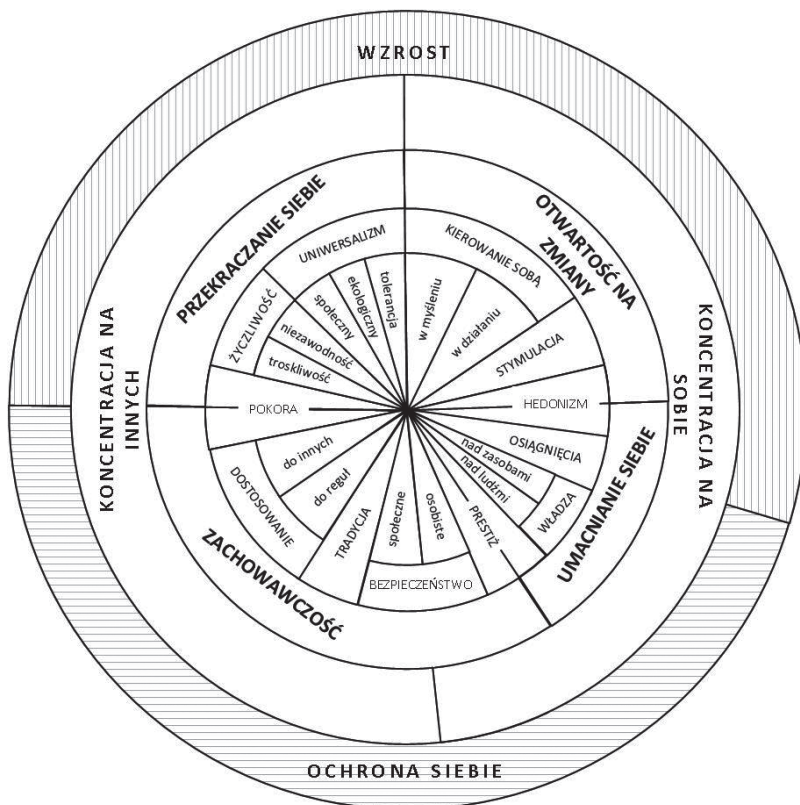 WZROST
PRZEKRACZANIE SIEBIE
OTWARTOŚĆ NA
ZMIANY
UNIWERSALIZM
KIEROWANIE SOBĄ
ŻYCZLIWOŚĆ
społeczny
ekologiczny
tolerancja
w myśleniu
w działaniu
STYMULACJA
niezawodność
troskliwość
KONCENTRACJA NA
INNYCH
KONCENTRACJA NA
SOBIE
POKORA
HEDONIZM
OSIĄGNIĘCIA
nad zasobami
nad ludźmi
WŁADZA
PRESTIŻ
UMACNIANIE SIEBIE
do innych
do reguł
DOSTOSOWANIE
TRADYCJA
społeczne
osobiste
BEZPIECZEŃSTWO
ZACHOWAWCZOŚĆ
OCHRONA SIEBIE